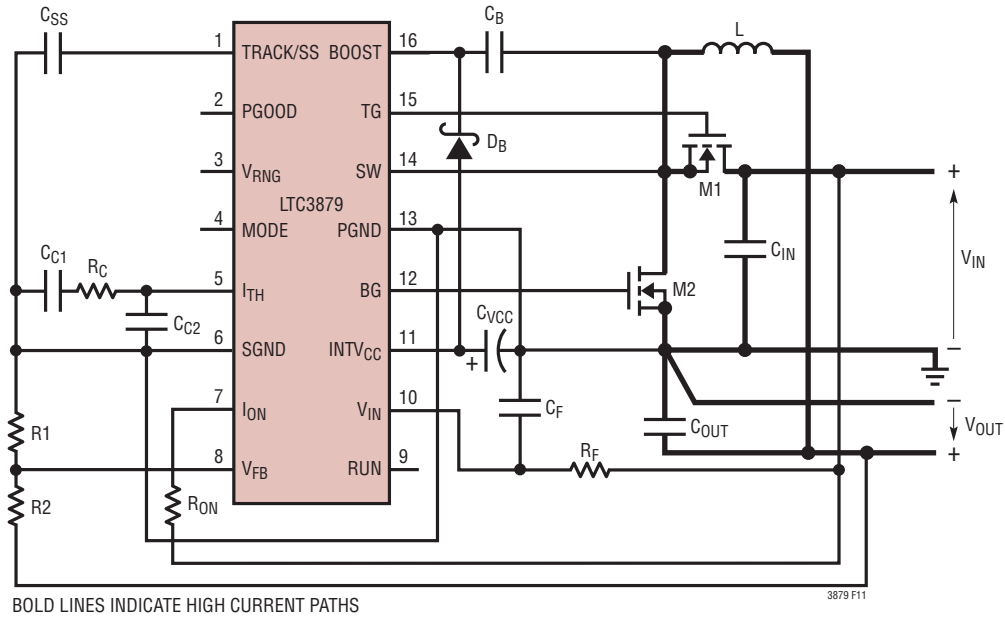 CSS
CB
L
1
TRACK/SS
BOOST
16
2
PGOOD
TG
15
DB
3
VRNG
SW
14
M1
LTC3879
+
4
MODE
PGND
13
CIN
VIN
CC1
RC
5
ITH
BG
12
M2
CC2
CVCC
6
SGND
INTVCC
11
+
–
7
ION
VIN
10
CF
–
R1
COUT
VOUT
8
VFB
RUN
9
RF
+
R2
RON
3879 F11
BOLD LINES INDICATE HIGH CURRENT PATHS